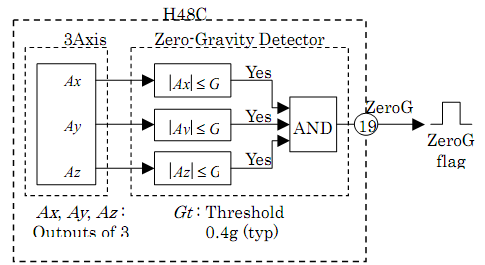 H48C
3Axis
Zero-Gravity Detector
Ax
|Ax| ≤ G
Yes
Ay
|Ay| ≤ G
Yes
AND
19
ZeroG
Az
|Az| ≤ G
Yes
ZeroG
flag
Ax, Ay, Az :
Outputs of 3
Gt : Threshold
0.4g (typ)